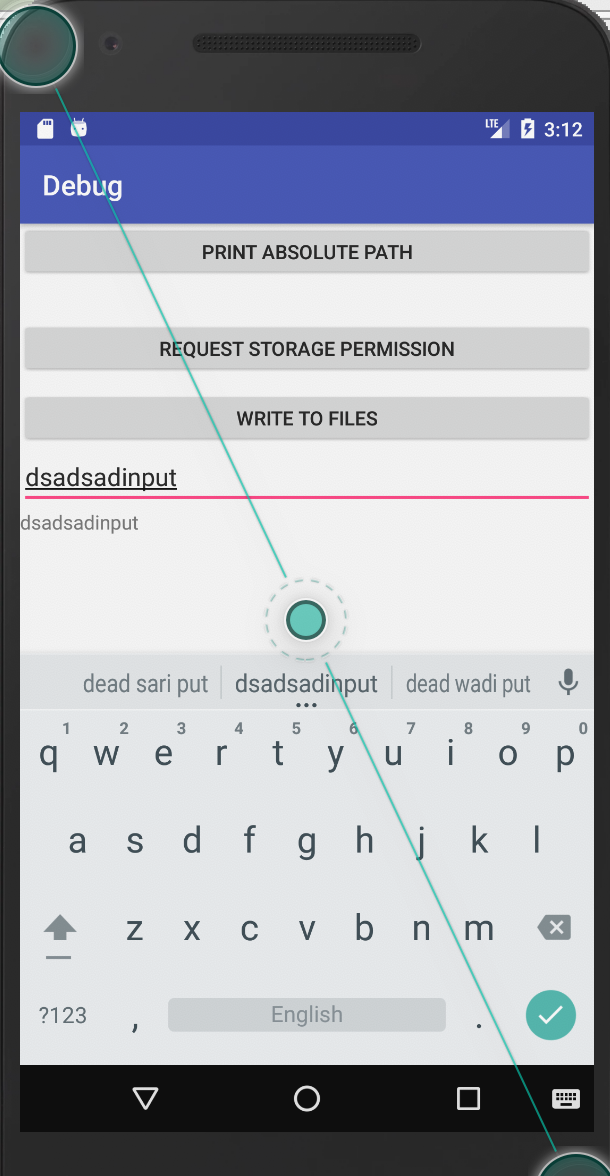 LTE 3:12
Debug
PRINT ABSOLUTE PATH
REQUEST STORAGE PERMISSION
WRITE TO FILES
dsadsadinput
dsadsadinput
dead sari put dsadsadinput dead wadi put
1 2 3 4 5 6 7 8 9 0
q w e r t y u i o p
a s d f g h j k l
z x c v b n m
?123 , English .